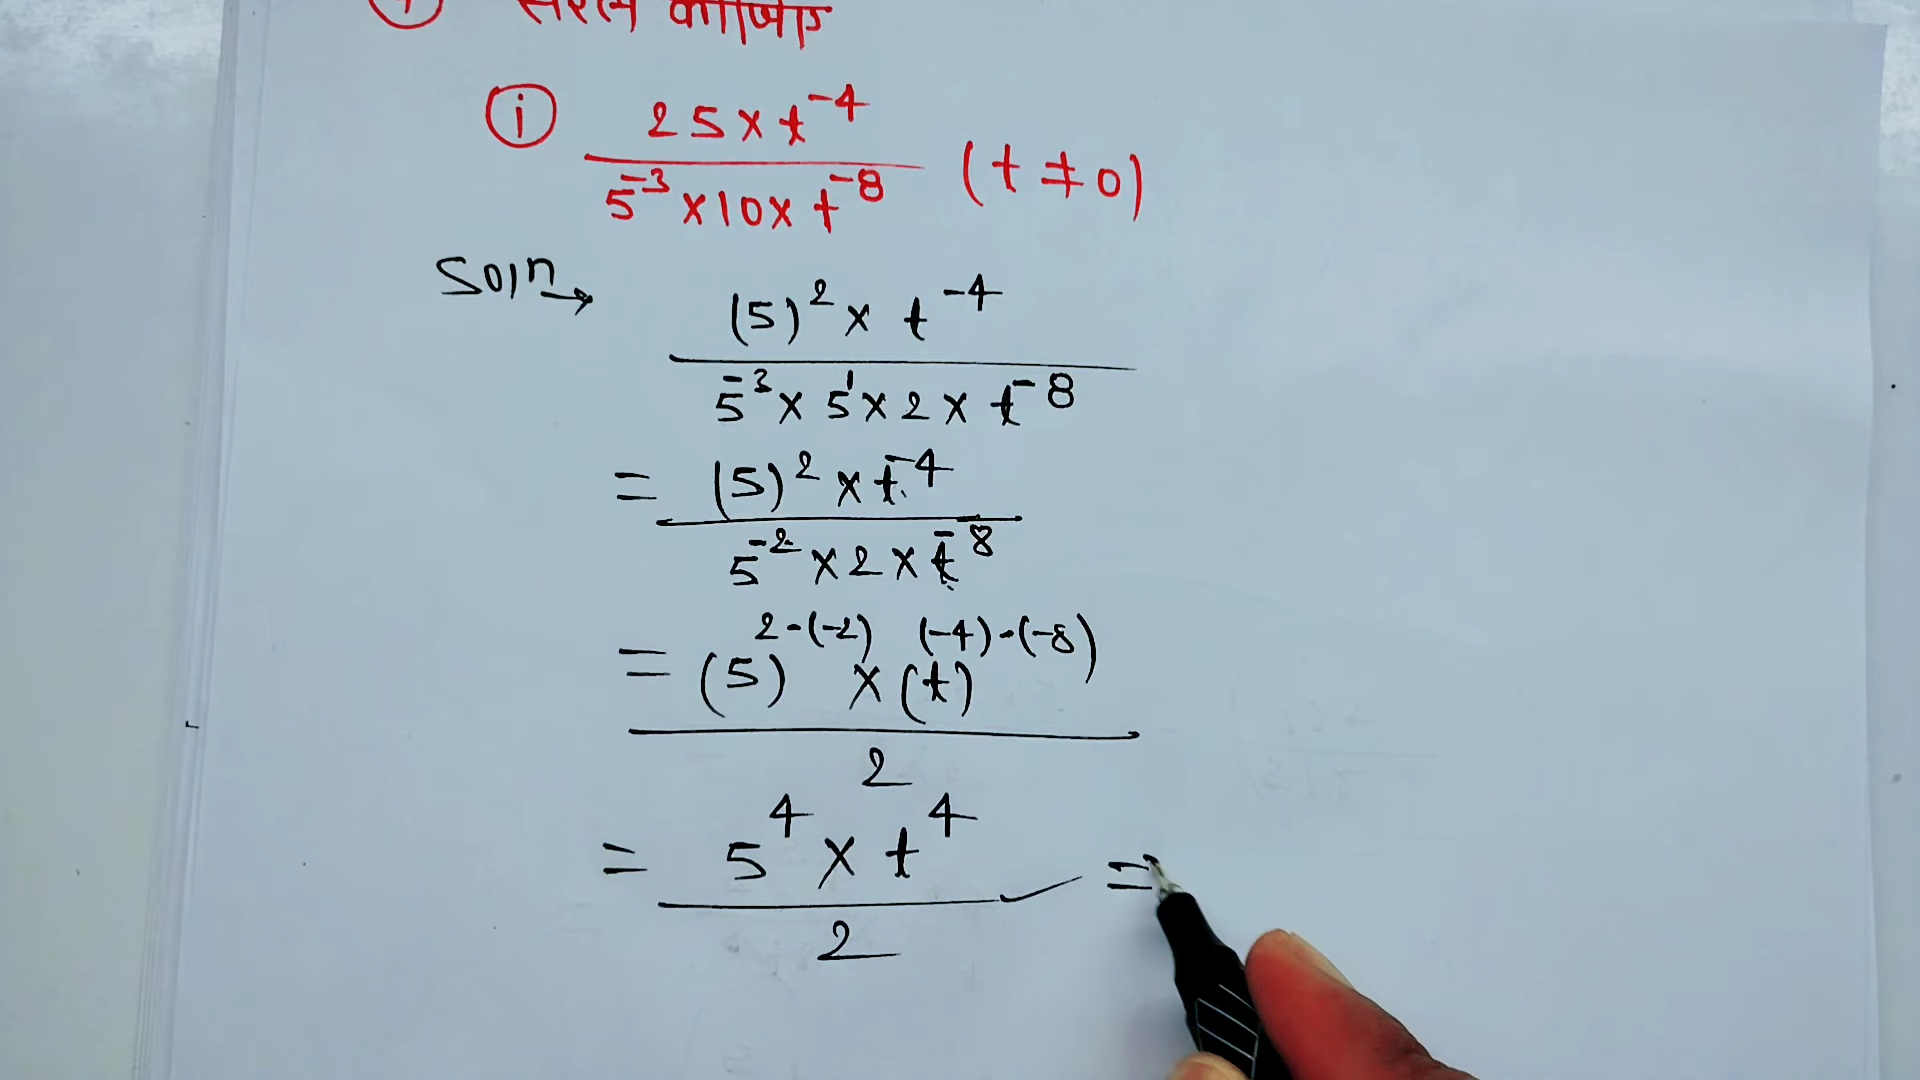 सरल कीजिए
i 25 × t⁻⁴
5⁻³ × 10 × t⁻⁸ (t ≠ 0)
Solⁿ→ (5)² × t⁻⁴
5⁻³ × 5¹ × 2 × t⁻⁸
= (5)² × t⁻⁴
5⁻² × 2 × t⁻⁸
= (5)^2-(-2) × (t)^(-4)-(-8)
2
= 5⁴ × t⁴
2
=